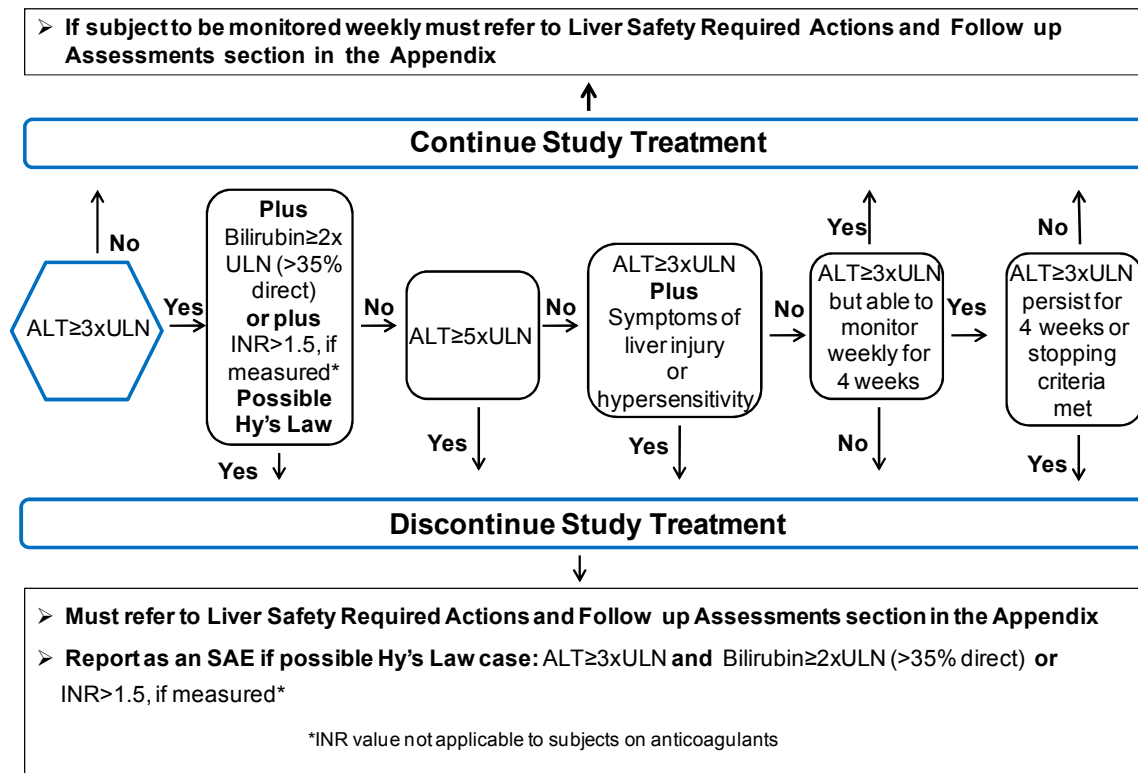 ➢ If subject to be monitored weekly must refer to Liver Safety Required Actions and Follow up
Assessments section in the Appendix
Continue Study Treatment
No
ALT≥3xULN
Yes
Plus
Bilirubin≥2x
ULN (>35%
direct)
or plus
INR>1.5, if
measured*
Possible
Hy's Law
Yes
No
ALT≥5xULN
Yes
No
ALT≥3xULN
Plus
Symptoms of
liver injury
or
hypersensitivity
Yes
No
Yes
ALT≥3xULN
but able to
monitor
weekly for
4 weeks
No
Yes
No
ALT≥3xULN
persist for
4 weeks or
stopping
criteria
met
Yes
Discontinue Study Treatment
➢ Must refer to Liver Safety Required Actions and Follow up Assessments section in the Appendix
➢ Report as an SAE if possible Hy's Law case: ALT≥3xULN and Bilirubin≥2xULN (>35% direct) or
INR>1.5, if measured*
*INR value not applicable to subjects on anticoagulants